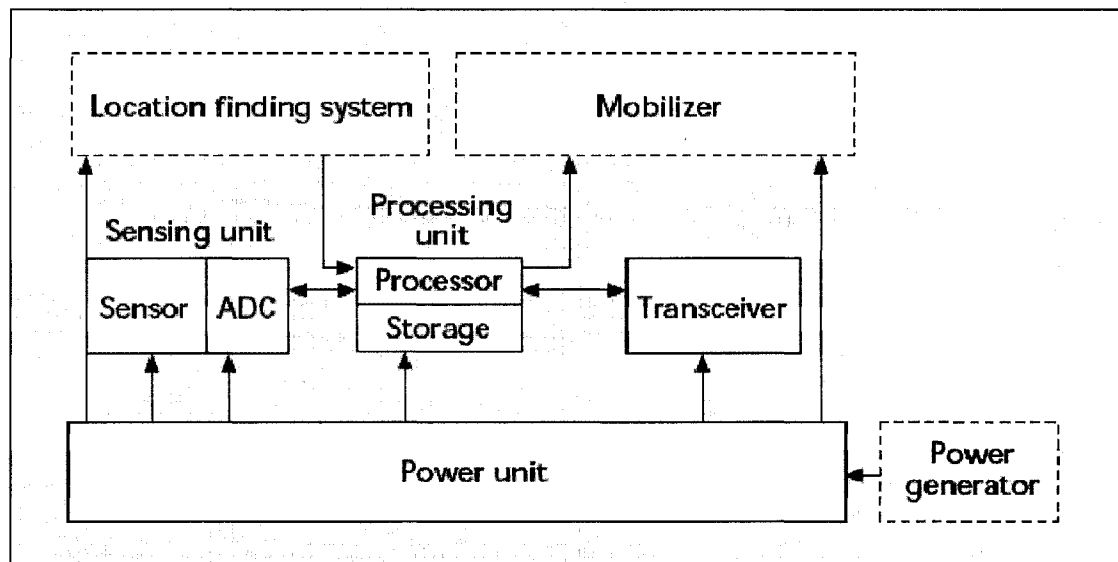 Location finding system
Mobilizer
Sensing unit
Processing
unit
Sensor
ADC
Processor
Storage
Transceiver
Power unit
Power
generator